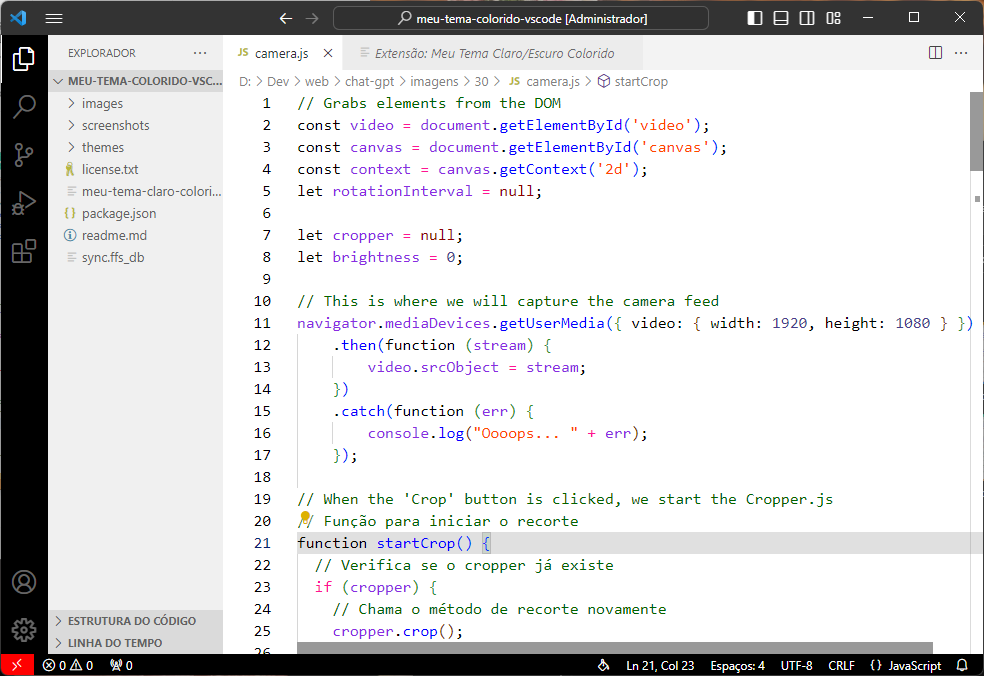 meu-tema-colorido-vscode [Administrador]
EXPLORADOR
MEU-TEMA-COLORIDO-VSC...
images
screenshots
themes
license.txt
meu-tema-claro-colori...
{} package.json
readme.md
sync.ffs_db
ESTRUTURA DO CÓDIGO
LINHA DO TEMPO
JS camera.js
Extensão: Meu Tema Claro/Escuro Colorido
D: > Dev > web > chat-gpt > imagens > 30 > JS camera.js > startCrop
1 // Grabs elements from the DOM
2 const video = document.getElementById('video');
3 const canvas = document.getElementById('canvas');
4 const context = canvas.getContext('2d');
5 let rotationInterval = null;
6
7 let cropper = null;
8 let brightness = 0;
9
10 // This is where we will capture the camera feed
11 navigator.mediaDevices.getUserMedia({ video: { width: 1920, height: 1080 } })
12 .then(function (stream) {
13 video.srcObject = stream;
14 })
15 .catch(function (err) {
16 console.log("Oooops... " + err);
17 });
18
19 // When the 'Crop' button is clicked, we start the Cropper.js
20 // Função para iniciar o recorte
21 function startCrop() {
22 // Verifica se o cropper já existe
23 if (cropper) {
24 // Chama o método de recorte novamente
25 cropper.crop();
26
0 0 0 Ln 21, Col 23 Espaços: 4 UTF-8 CRLF {} JavaScript